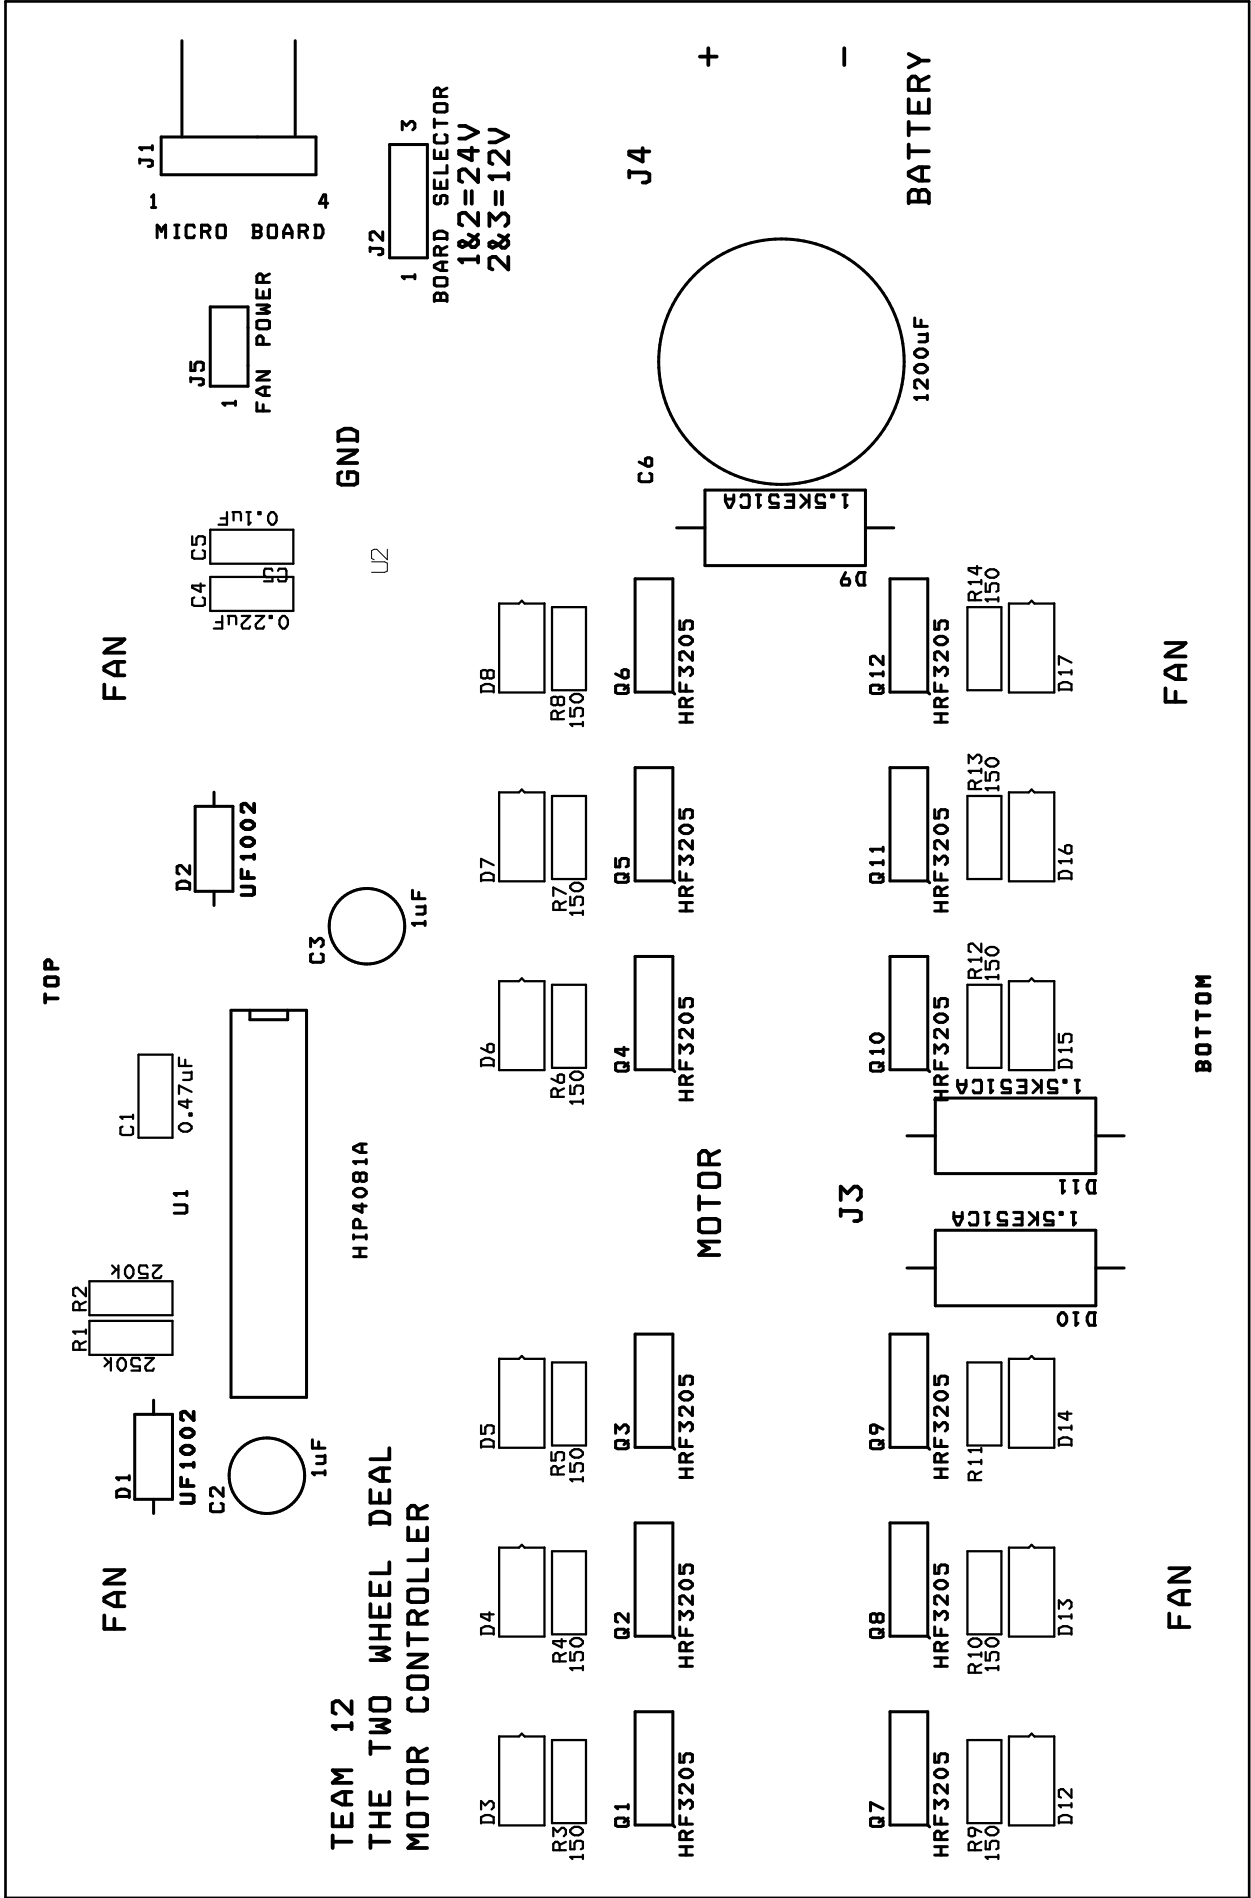 J1
1
4
MICRO BOARD
3
J2
1
BOARD SELECTOR
1&2=24V
2&3=12V
+
-
J4
BATTERY
J5
1
FAN POWER
GND
1200uF
C6
1.5KE51CA
D9
C5
0.1uF
C4
0.22uF
U2
FAN
D8
R8
150
Q6
HRF3205
Q12
HRF3205
R14
150
D17
FAN
D2
UF1002
D7
R7
150
Q5
HRF3205
Q11
HRF3205
R13
150
D16
C3
1uF
TOP
D6
R6
150
Q4
HRF3205
Q10
HRF3205
R12
150
D15
BOTTOM
C1
0.47uF
U1
HIP4081A
MOTOR
J3
1.5KE51CA
D11
1.5KE51CA
D10
R2
250k
R1
250k
D1
UF1002
C2
1uF
D5
R5
150
Q3
HRF3205
Q9
HRF3205
R11
D14
FAN
D4
R4
150
Q2
HRF3205
Q8
HRF3205
R10
150
D13
FAN
TEAM 12
THE TWO WHEEL DEAL
MOTOR CONTROLLER
D3
R3
150
Q1
HRF3205
Q7
HRF3205
R9
150
D12